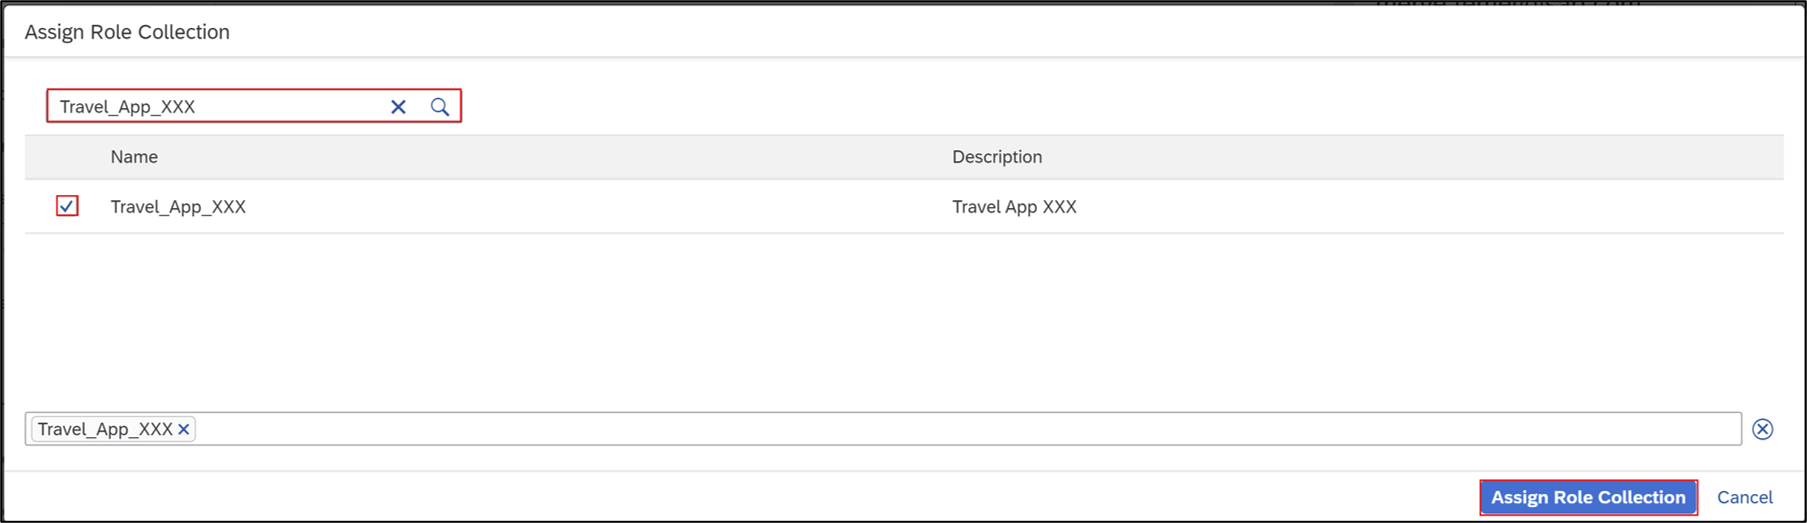 Assign Role Collection
Travel_App_XXX
Name Description
Travel_App_XXX Travel App XXX
Travel_App_XXX
Assign Role Collection Cancel